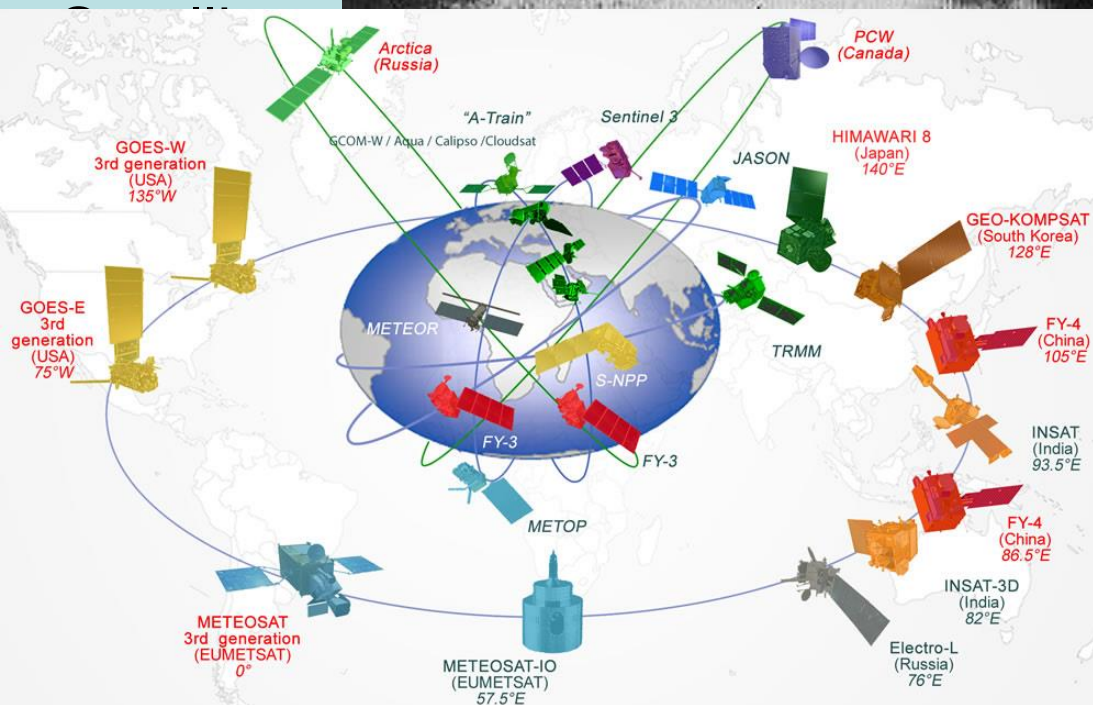 Arctica
(Russia)
PCW
(Canada)
"A-Train"
GCOM-W / Aqua / Calipso /Cloudsat
Sentinel 3
JASON
HIMAWARI 8
(Japan)
140°E
GOES-W
3rd generation
(USA)
135°W
GEO-KOMPSAT
(South Korea)
128°E
GOES-E
3rd
generation
(USA)
75°W
METEOR
TRMM
FY-4
(China)
105°E
S-NPP
FY-3
FY-3
INSAT
(India)
93.5°E
METOP
FY-4
(China)
86.5°E
INSAT-3D
(India)
82°E
METEOSAT
3rd generation
(EUMETSAT)
0°
METEOSAT-IO
(EUMETSAT)
57.5°E
Electro-L
(Russia)
76°E